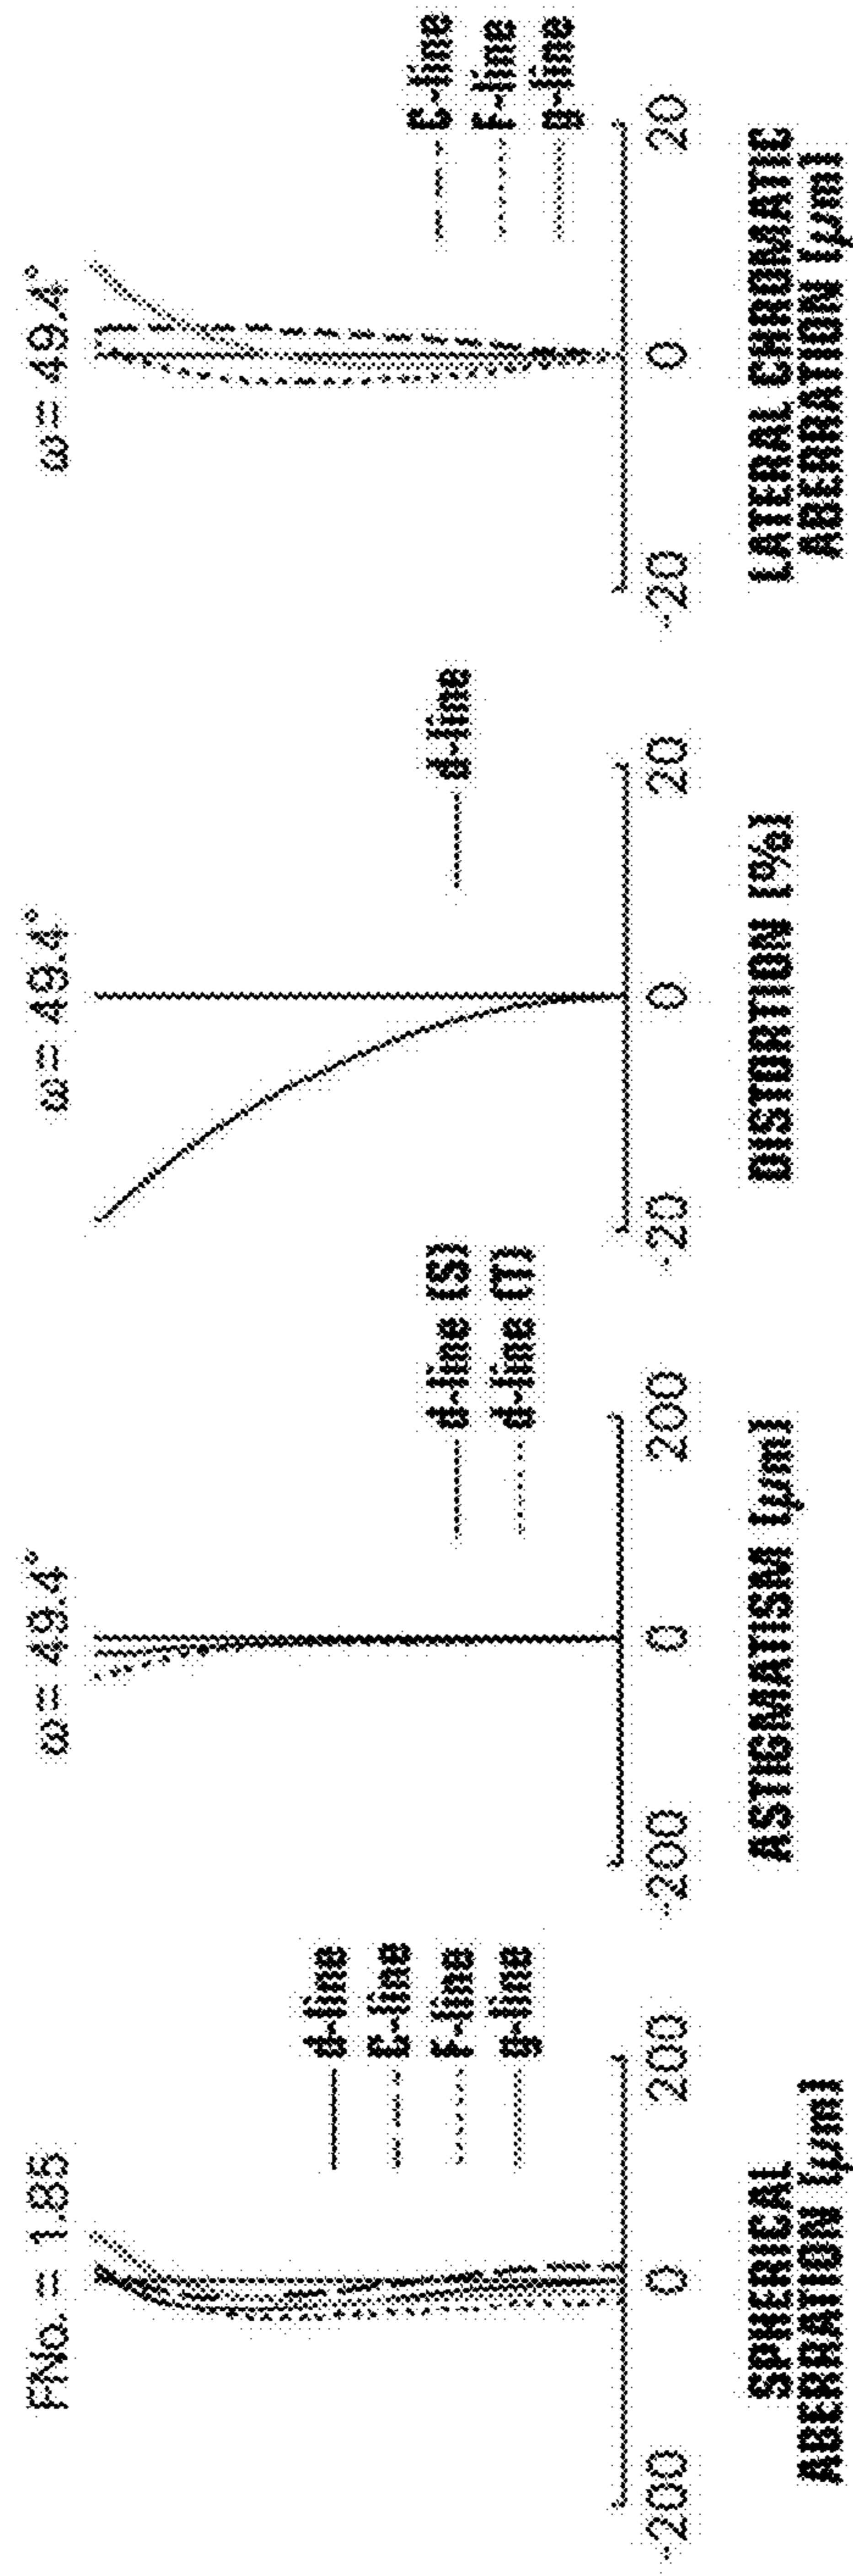 FNo. = 1.85
d-line
C-line
F-line
g-line
-200
0
200
SPHERICAL
ABERRATION [μm]
ω = 49.4°
d-line (S)
d-line (T)
-200
0
200
ASTIGMATISM [μm]
ω = 49.4°
d-line
-20
0
20
DISTORTION [%]
ω = 49.4°
C-line
F-line
g-line
-20
0
20
LATERAL CHROMATIC
ABERRATION [μm]